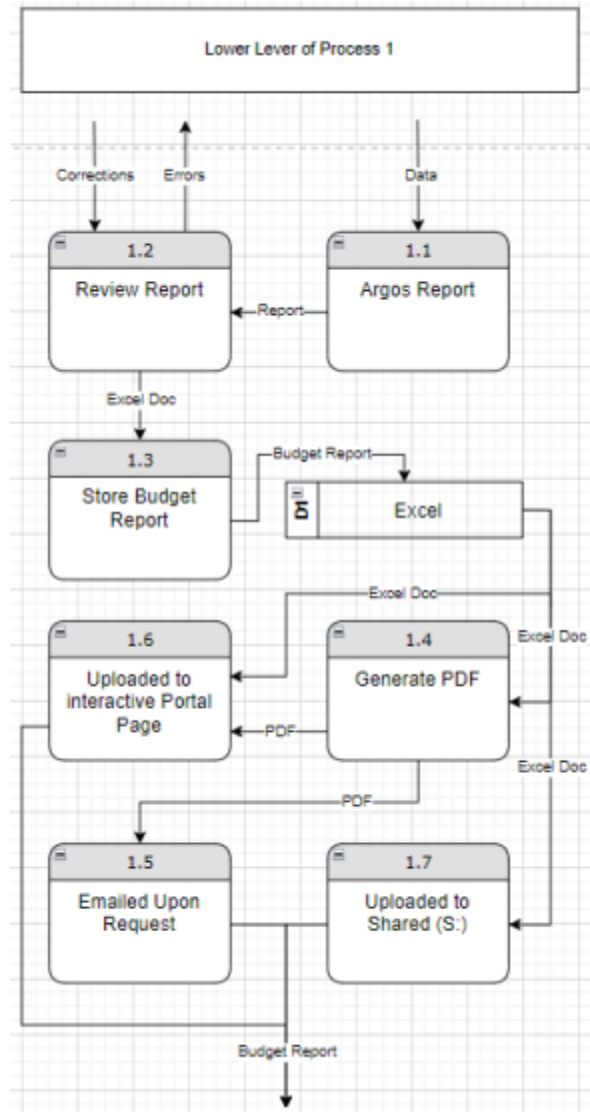 Lower Lever of Process 1
Corrections
Errors
Data
1.2
Review Report
1.1
Argos Report
Report
Excel Doc
1.3
Store Budget
Report
Budget Report
D1
Excel
Excel Doc
Excel Doc
1.6
Uploaded to
interactive Portal
Page
1.4
Generate PDF
PDF
Excel Doc
PDF
1.5
Emailed Upon
Request
1.7
Uploaded to
Shared (S:)
Budget Report